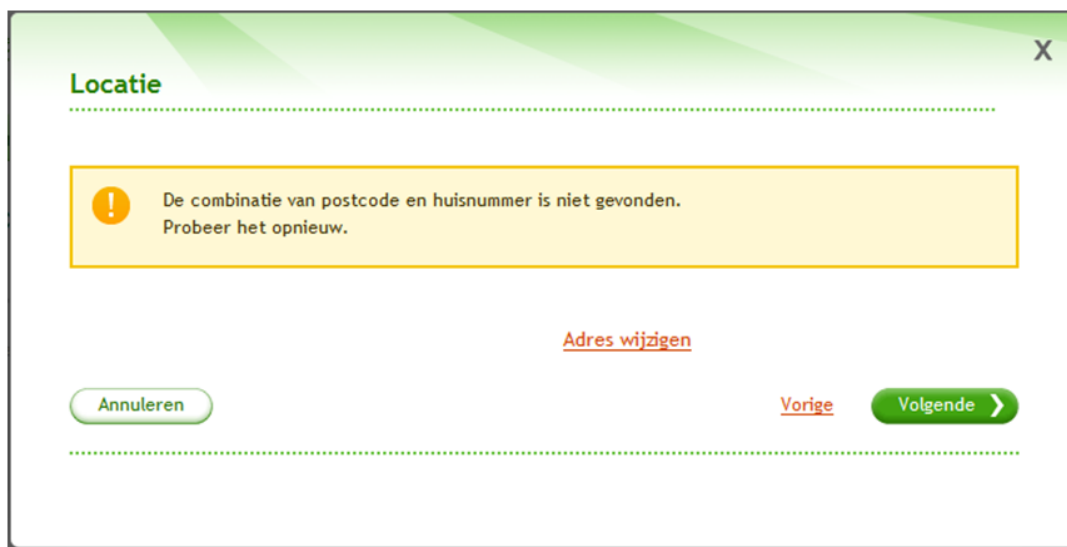 X
Locatie
!
De combinatie van postcode en huisnummer is niet gevonden.
Probeer het opnieuw.
Adres wijzigen
Annuleren
Vorige
Volgende ❯